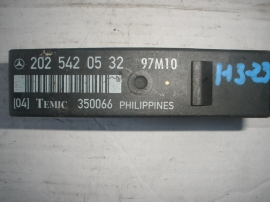 202 542 05 32 97M10
[04] TEMIC 350066 PHILIPPINES
H3-23